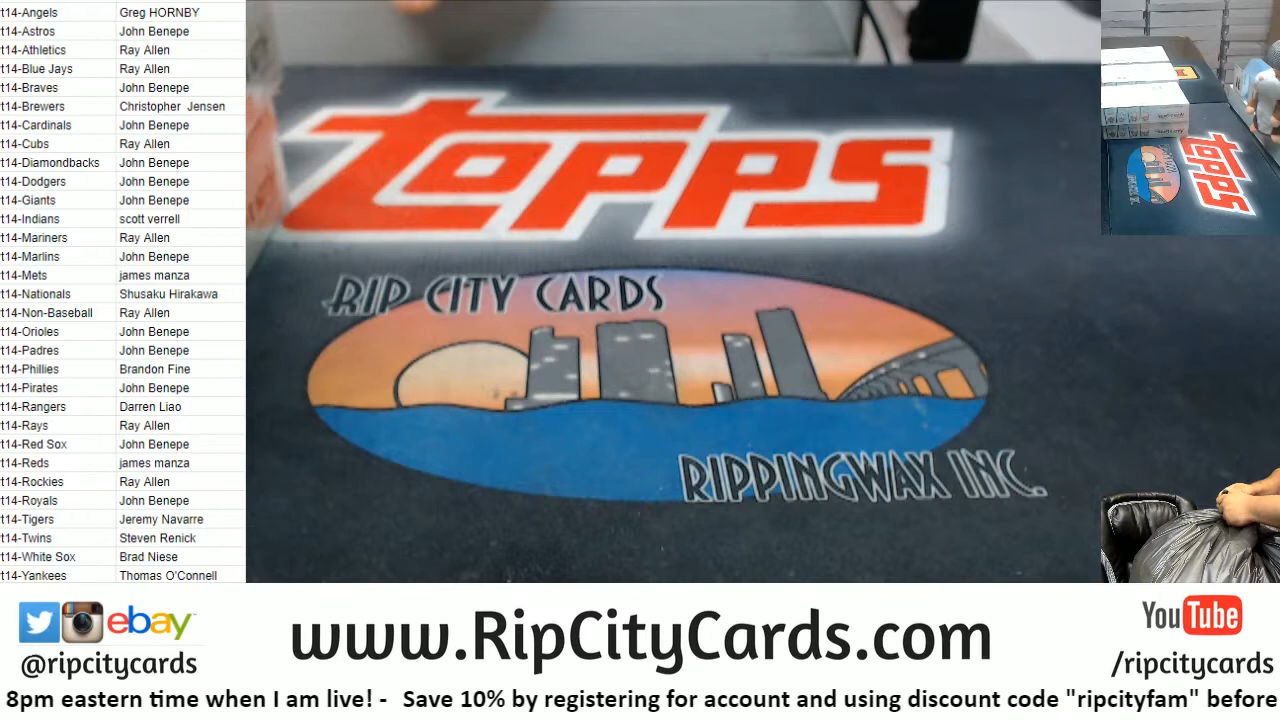 t14-Angels Greg HORNBY
t14-Astros John Benepe
t14-Athletics Ray Allen
t14-Blue Jays Ray Allen
t14-Braves John Benepe
t14-Brewers Christopher Jensen
t14-Cardinals John Benepe
t14-Cubs Ray Allen
t14-Diamondbacks John Benepe
t14-Dodgers John Benepe
t14-Giants John Benepe
t14-Indians scott verrell
t14-Mariners Ray Allen
t14-Marlins John Benepe
t14-Mets james manza
t14-Nationals Shusaku Hirakawa
t14-Non-Baseball Ray Allen
t14-Orioles John Benepe
t14-Padres John Benepe
t14-Phillies Brandon Fine
t14-Pirates John Benepe
t14-Rangers Darren Liao
t14-Rays Ray Allen
t14-Red Sox John Benepe
t14-Reds james manza
t14-Rockies Ray Allen
t14-Royals John Benepe
t14-Tigers Jeremy Navarre
t14-Twins Steven Renick
t14-White Sox Brad Niese
t14-Yankees Thomas O'Connell
topps
RIP CITY CARDS
RIPPINGWAX INC.
topps
ebay
@ripcitycards
www.RipCityCards.com
YouTube
/ripcitycards
8pm eastern time when I am live! - Save 10% by registering for account and using discount code "ripcityfam" before